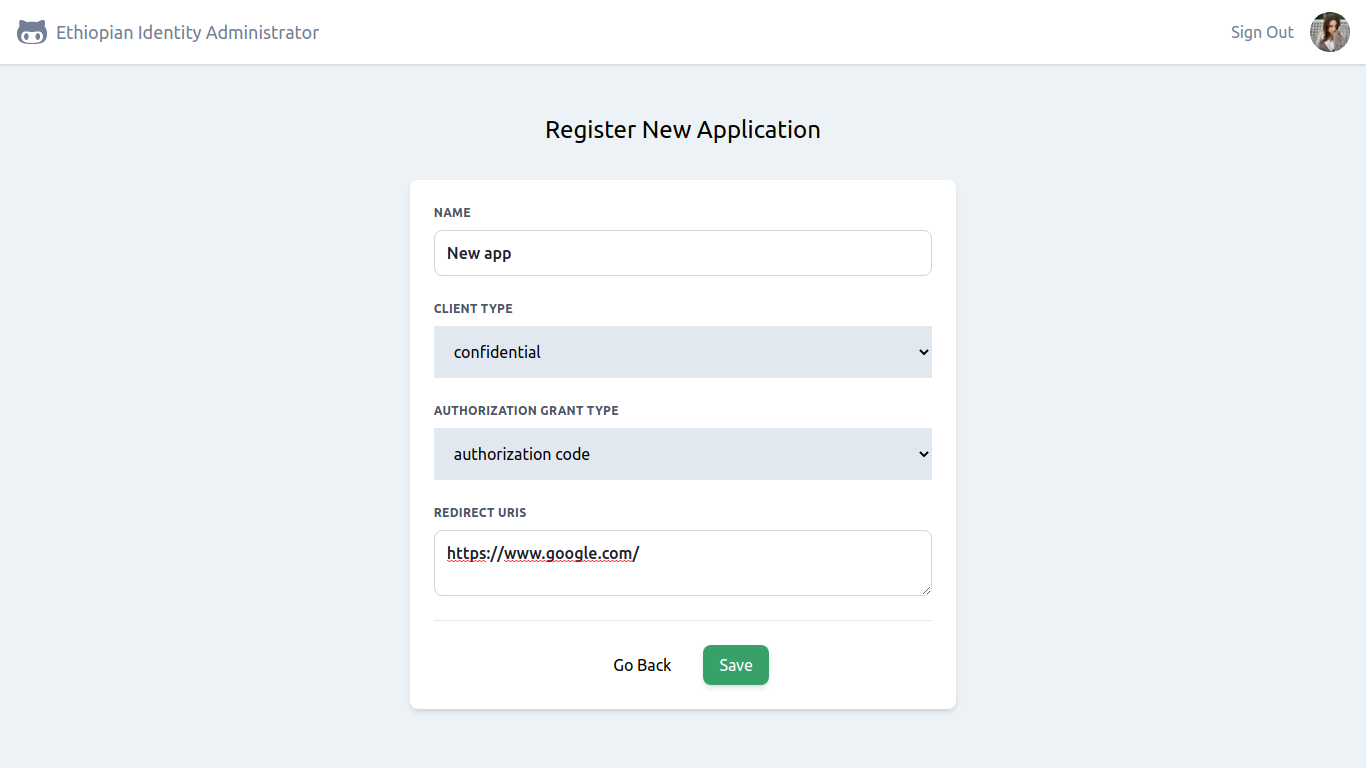 Ethiopian Identity Administrator
Sign Out
Register New Application
NAME
New app
CLIENT TYPE
confidential
AUTHORIZATION GRANT TYPE
authorization code
REDIRECT URIS
https://www.google.com/
Go Back
Save